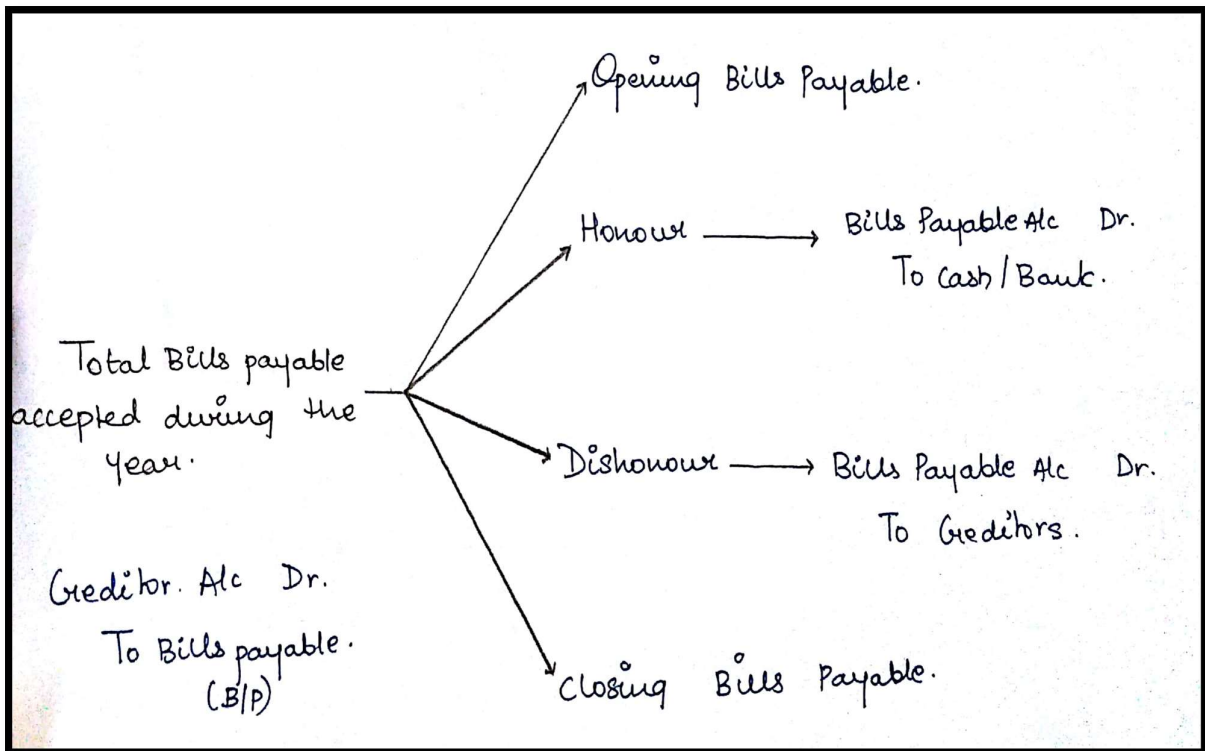 Opening Bills Payable.
Honour
Bills Payable A/c Dr.
To Cash/Bank.
Total Bills payable
accepted during the
year.
Dishonour
Bills Payable A/c Dr.
To Creditors.
Creditor. A/c Dr.
To Bills payable.
(B/P)
Closing Bills Payable.